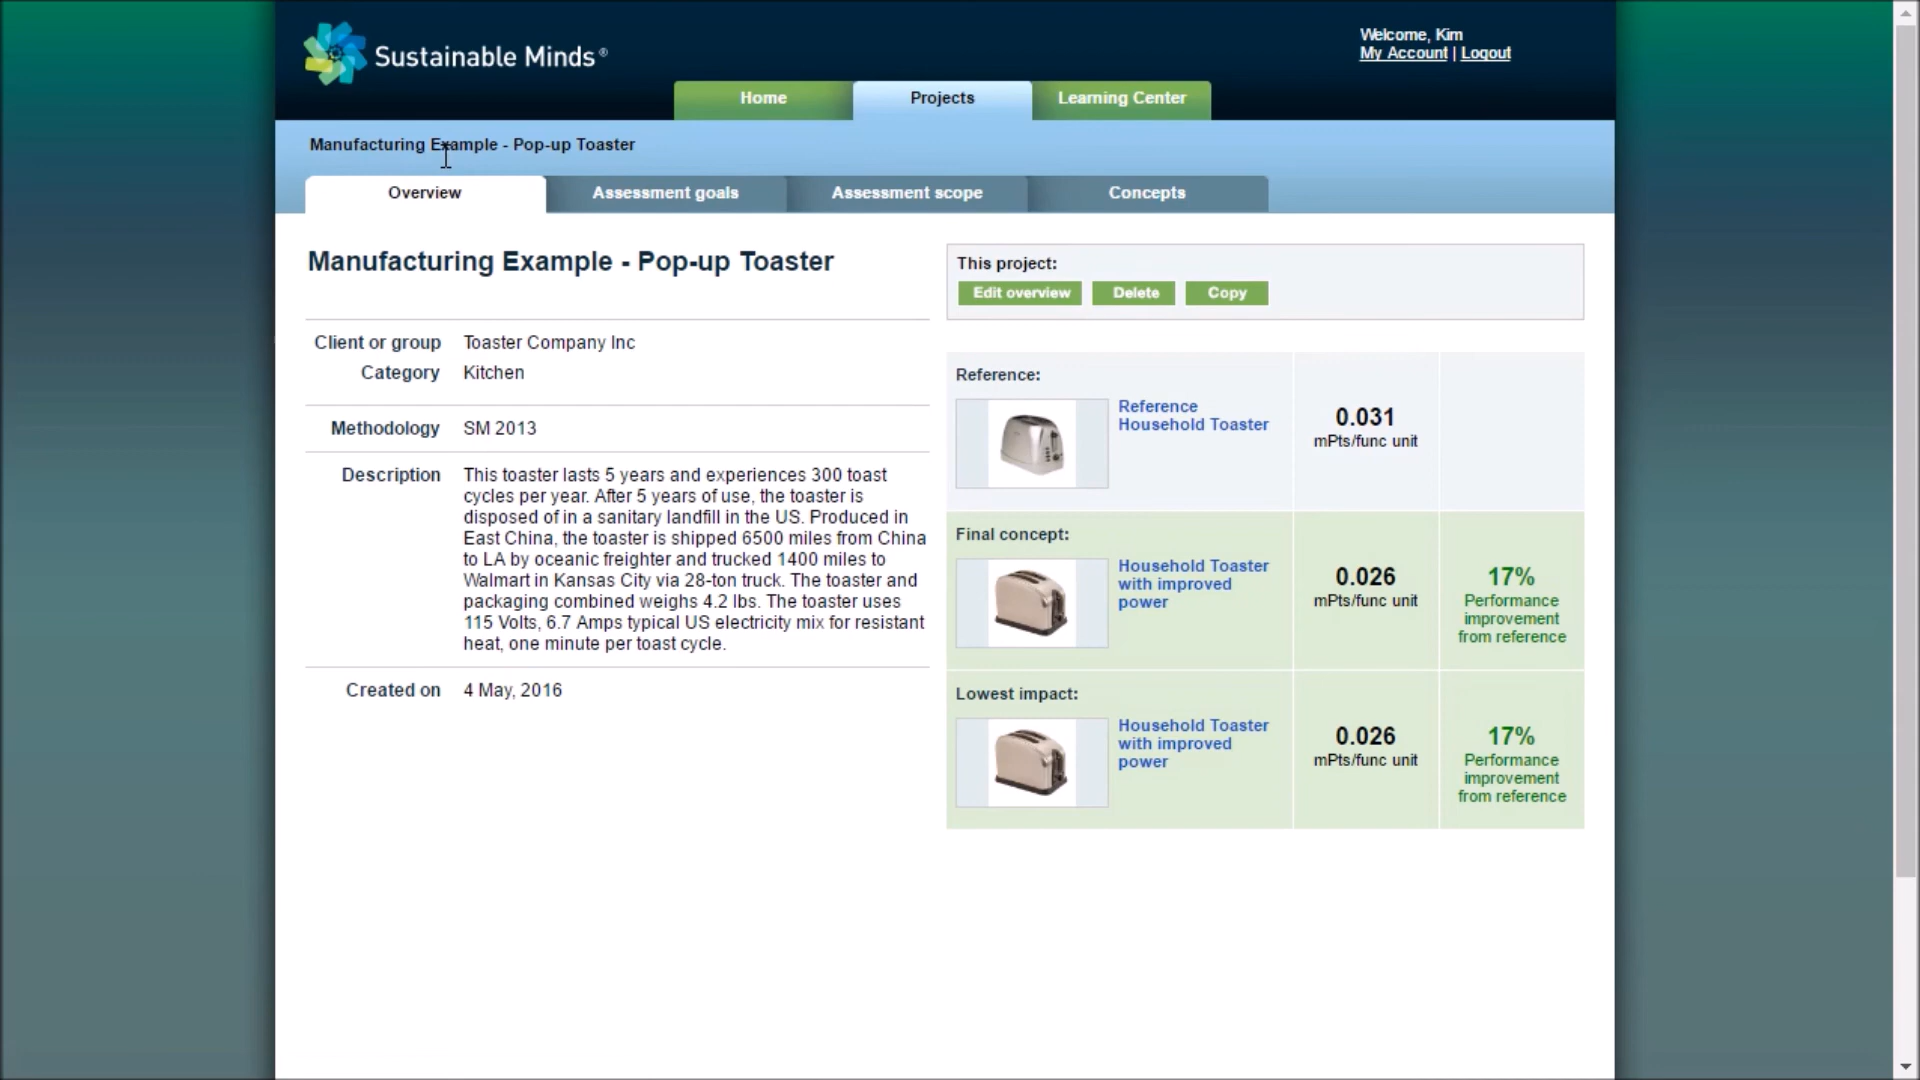 Sustainable Minds®
Welcome, Kim
My Account | Logout
Home
Projects
Learning Center
Manufacturing Example - Pop-up Toaster
Overview
Assessment goals
Assessment scope
Concepts
Manufacturing Example - Pop-up Toaster
Client or group Toaster Company Inc
Category Kitchen
Methodology SM 2013
Description This toaster lasts 5 years and experiences 300 toast
cycles per year. After 5 years of use, the toaster is
disposed of in a sanitary landfill in the US. Produced in
East China, the toaster is shipped 6500 miles from China
to LA by oceanic freighter and trucked 1400 miles to
Walmart in Kansas City via 28-ton truck. The toaster and
packaging combined weighs 4.2 lbs. The toaster uses
115 Volts, 6.7 Amps typical US electricity mix for resistant
heat, one minute per toast cycle.
Created on 4 May, 2016
This project:
Edit overview
Delete
Copy
Reference:
Reference
Household Toaster
0.031
mPts/func unit
Final concept:
Household Toaster
with improved
power
0.026
mPts/func unit
17%
Performance
improvement
from reference
Lowest impact:
Household Toaster
with improved
power
0.026
mPts/func unit
17%
Performance
improvement
from reference